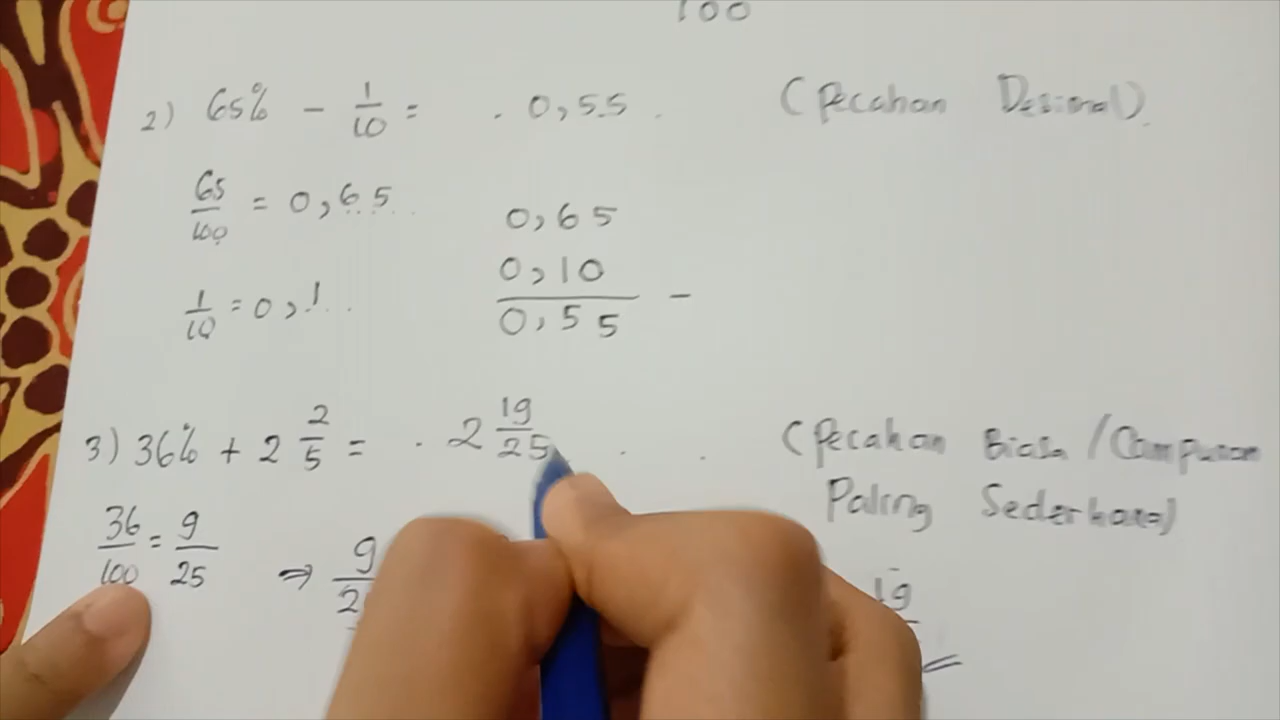 100
2) 65% - 1/10 = . 0,55 . (Pecahan Desimal)
65/100 = 0,65
0,65
0,10
1/10 = 0,1
0,55 -
3) 36% + 2 2/5 = . 2 19/25 . . (Pecahan Biasa / Campuran
Paling Sederhana)
36/100 = 9/25 ⇒ 9/
19